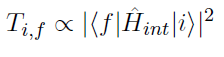 T_{i,f} ∝ |⟨f|Ĥ_{int}|i⟩|²